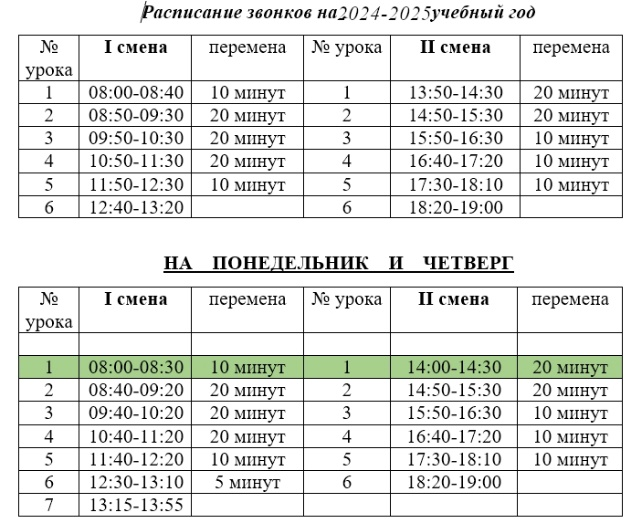 Расписание звонков на 2024-2025 учебный год
№ урока I смена перемена № урока II смена перемена
1 08:00-08:40 10 минут 1 13:50-14:30 20 минут
2 08:50-09:30 20 минут 2 14:50-15:30 20 минут
3 09:50-10:30 20 минут 3 15:50-16:30 10 минут
4 10:50-11:30 20 минут 4 16:40-17:20 10 минут
5 11:50-12:30 10 минут 5 17:30-18:10 10 минут
6 12:40-13:20 6 18:20-19:00
НА ПОНЕДЕЛЬНИК И ЧЕТВЕРГ
№ урока I смена перемена № урока II смена перемена
1 08:00-08:30 10 минут 1 14:00-14:30 20 минут
2 08:40-09:20 20 минут 2 14:50-15:30 20 минут
3 09:40-10:20 20 минут 3 15:50-16:30 10 минут
4 10:40-11:20 20 минут 4 16:40-17:20 10 минут
5 11:40-12:20 10 минут 5 17:30-18:10 10 минут
6 12:30-13:10 5 минут 6 18:20-19:00
7 13:15-13:55